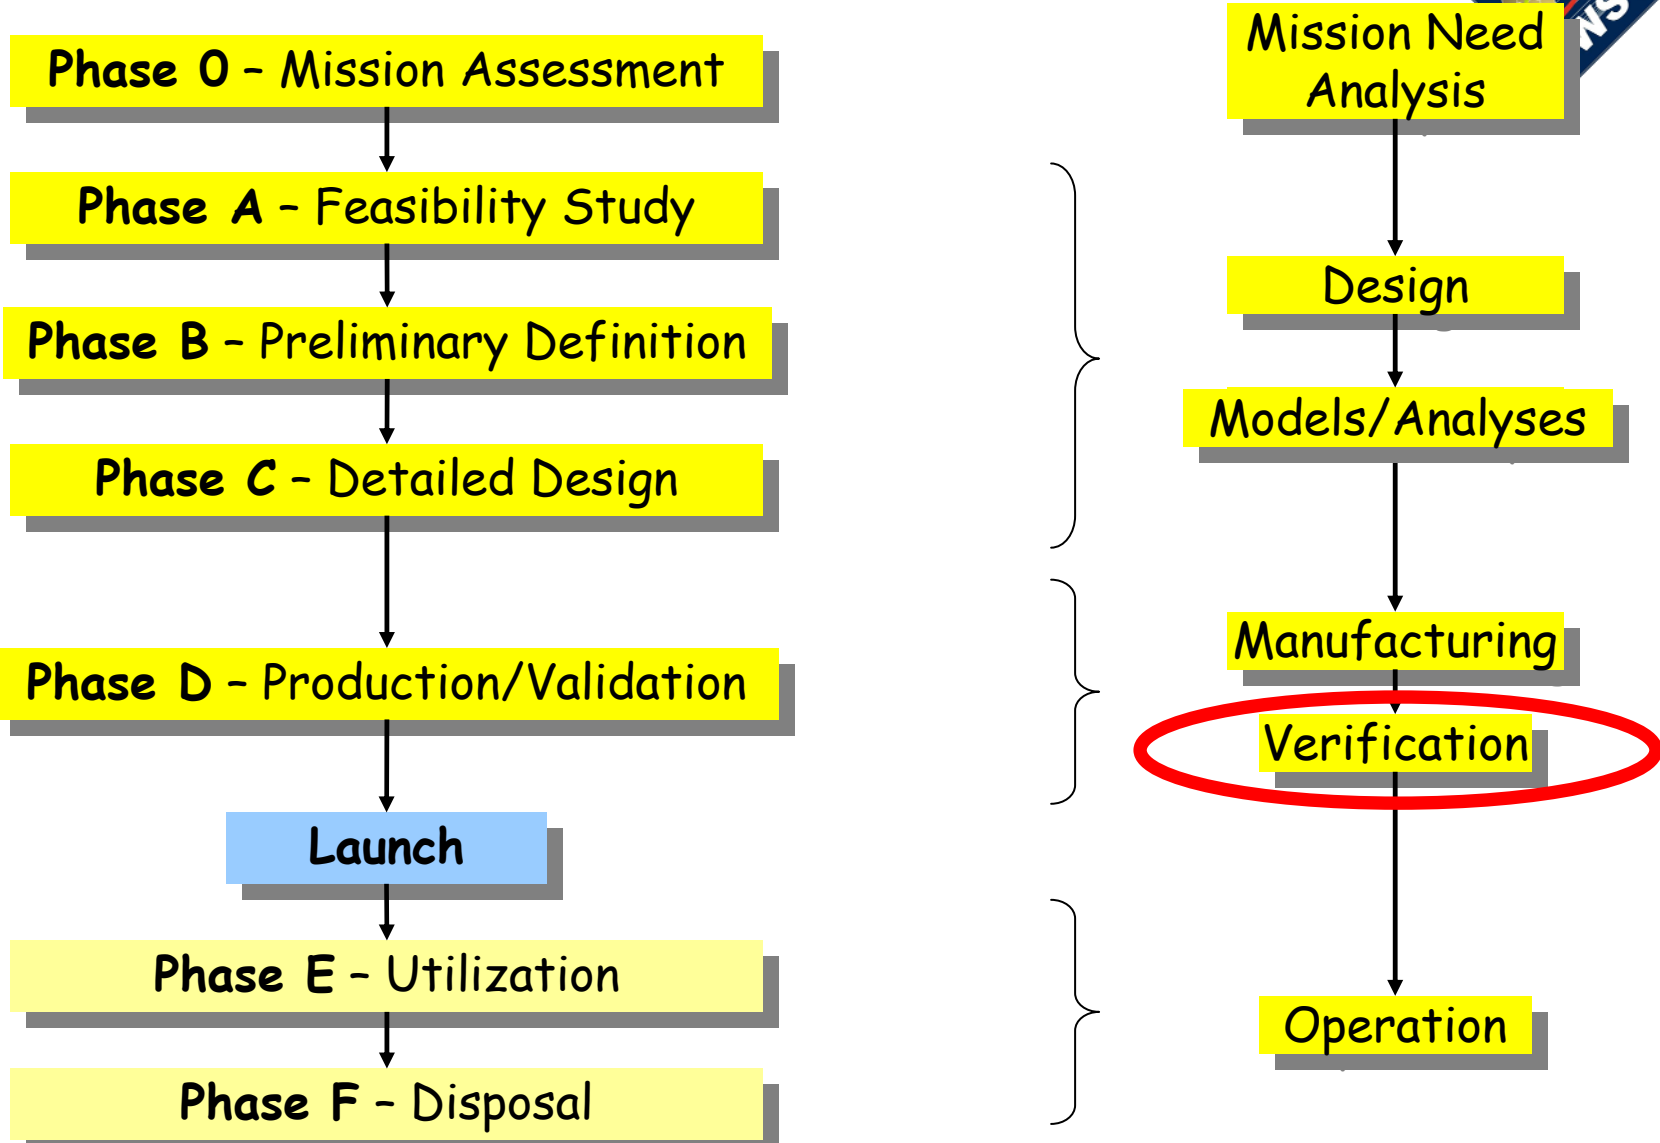 Phase 0 – Mission Assessment
Phase A – Feasibility Study
Phase B – Preliminary Definition
Phase C – Detailed Design
Phase D – Production/Validation
Launch
Phase E – Utilization
Phase F – Disposal
Mission Need
Analysis
Design
Models/Analyses
Manufacturing
Verification
Operation